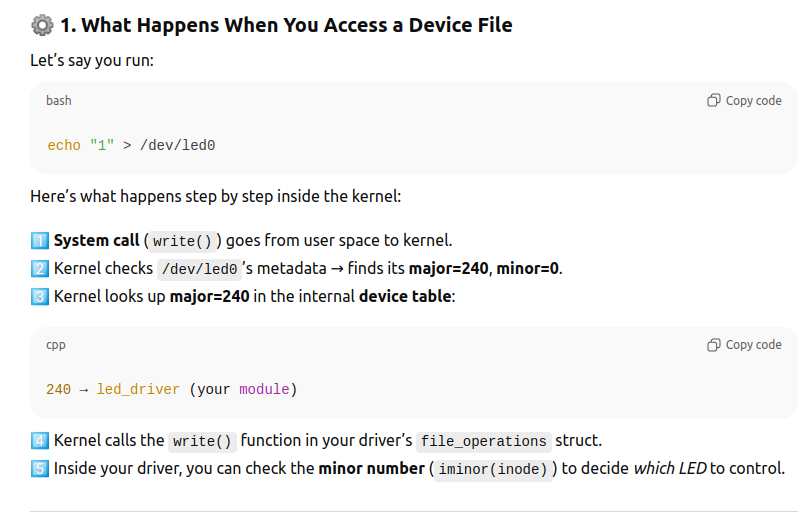 ⚙️ 1. What Happens When You Access a Device File
Let’s say you run:
bash
Copy code
echo "1" > /dev/led0
Here’s what happens step by step inside the kernel:
1️⃣ System call (write()) goes from user space to kernel.
2️⃣ Kernel checks /dev/led0’s metadata → finds its major=240, minor=0.
3️⃣ Kernel looks up major=240 in the internal device table:
cpp
Copy code
240 → led_driver (your module)
4️⃣ Kernel calls the write() function in your driver’s file_operations struct.
5️⃣ Inside your driver, you can check the minor number (iminor(inode)) to decide which LED to control.